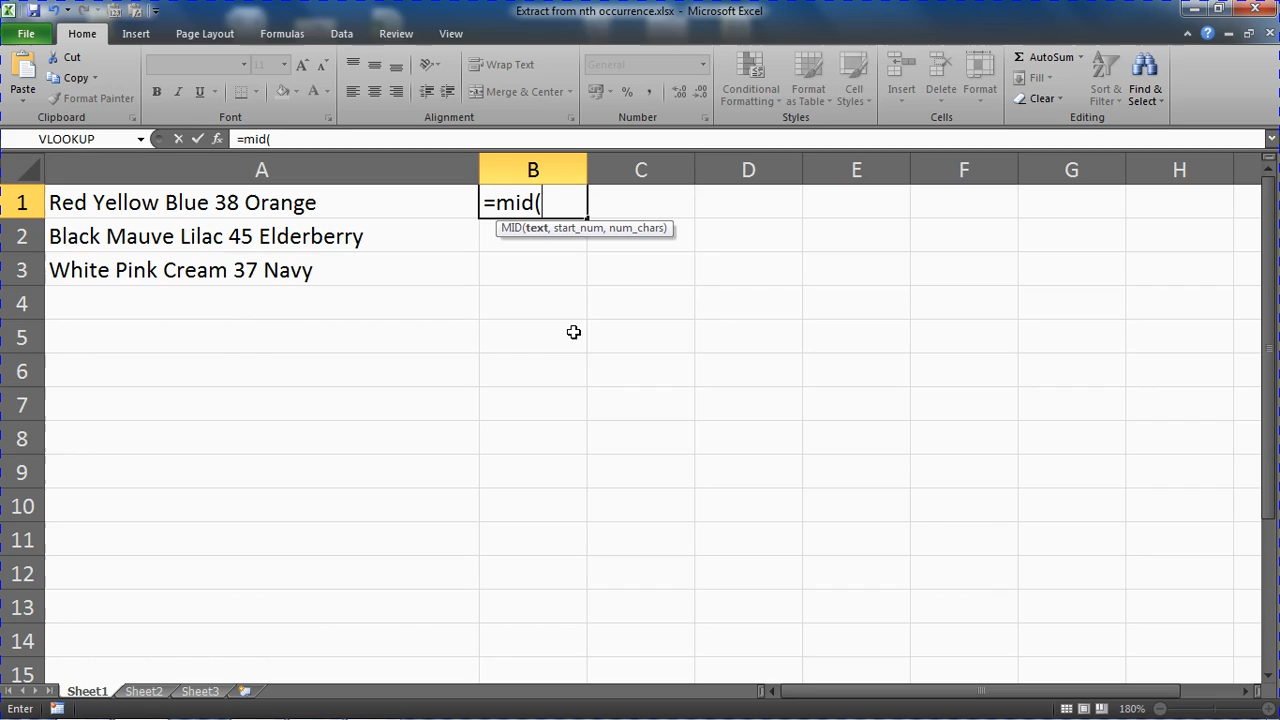 Extract from nth occurrence.xlsx - Microsoft Excel
File Home Insert Page Layout Formulas Data Review View
Paste Cut Copy Format Painter
11
Wrap Text
Merge & Center
General
Conditional Formatting Format as Table Cell Styles
Insert Delete Format
Σ AutoSum Fill Clear
Sort & Filter Find & Select
Clipboard Font Alignment Number Styles Cells Editing
VLOOKUP fx =mid(
A B C D E F G H
1 Red Yellow Blue 38 Orange =mid(
MID(text, start_num, num_chars)
2 Black Mauve Lilac 45 Elderberry
3 White Pink Cream 37 Navy
4
5
6
7
8
9
10
11
12
13
14
15
Sheet1 Sheet2 Sheet3
Enter 180%